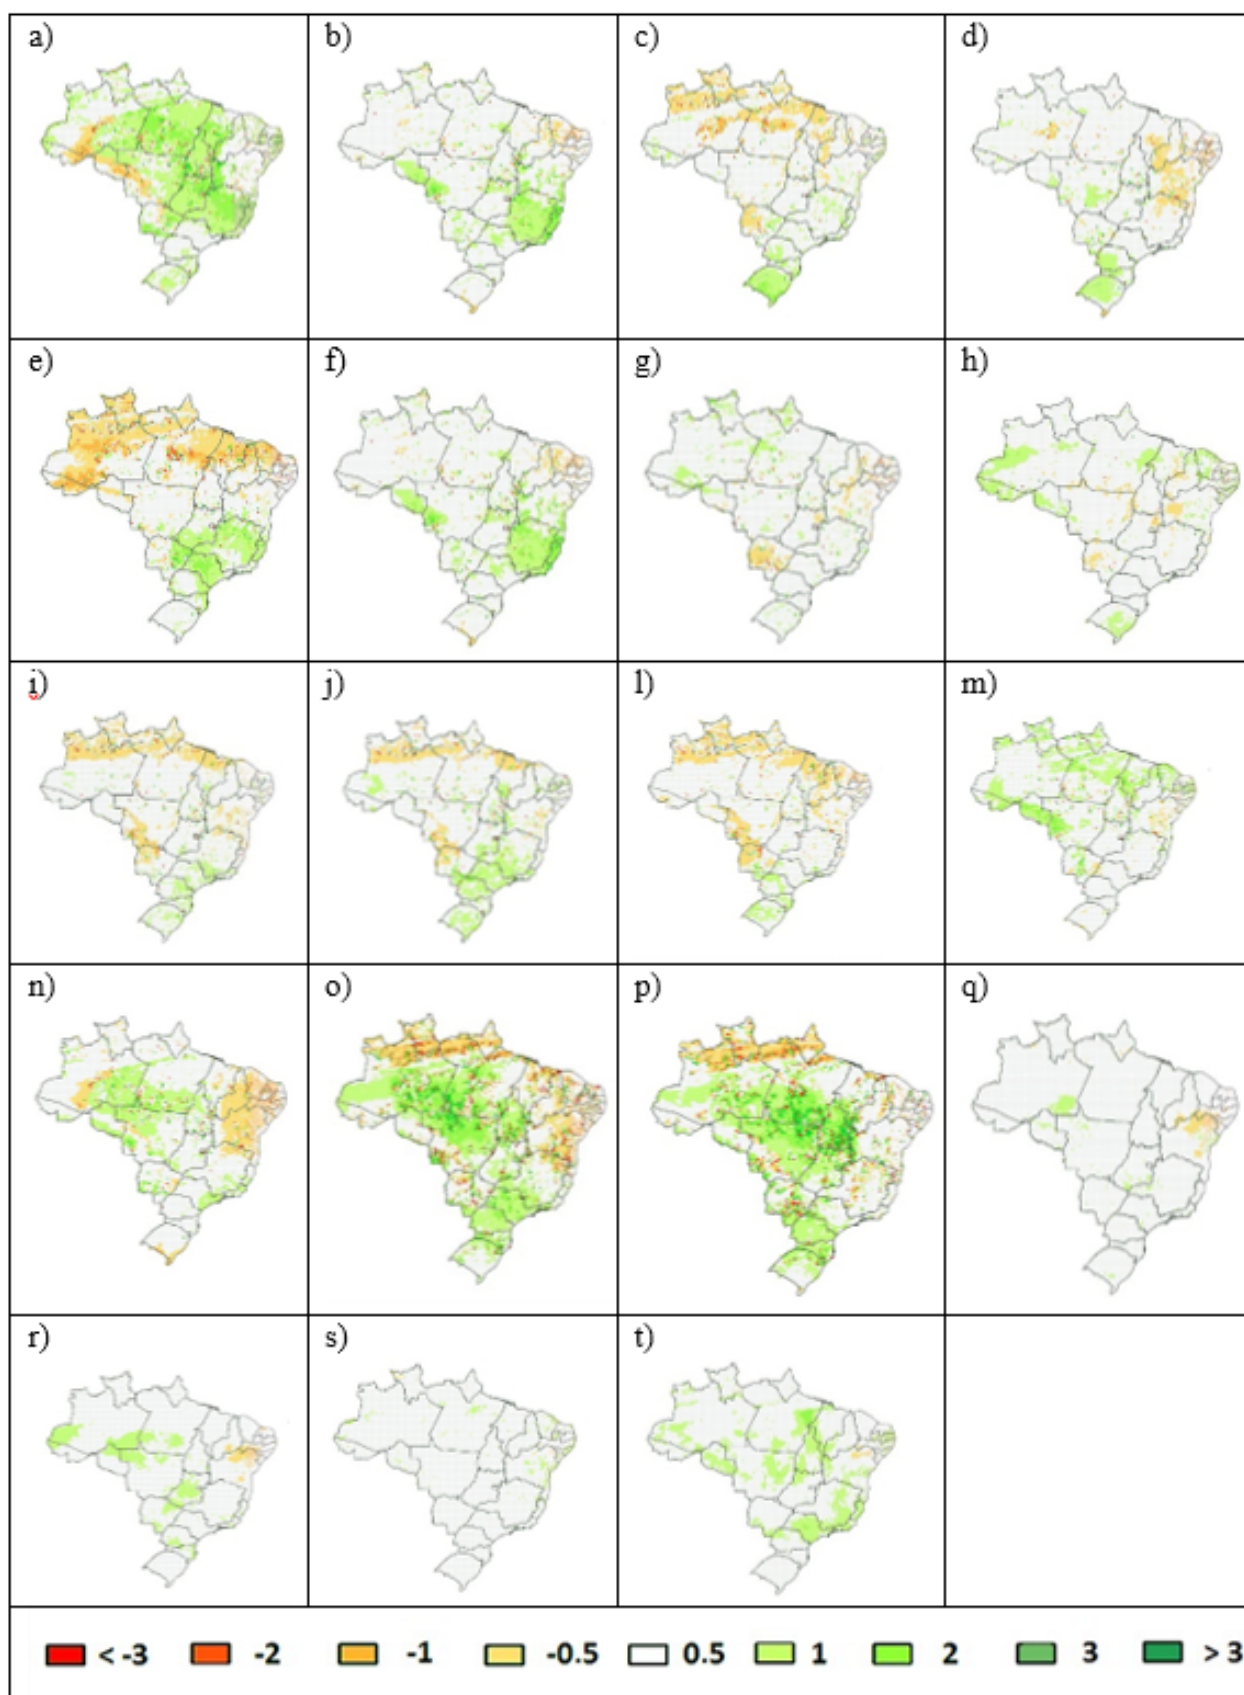 a) b) c) d)
e) f) g) h)
i) j) l) m)
n) o) p) q)
r) s) t)
< -3 -2 -1 -0.5 0.5 1 2 3 > 3